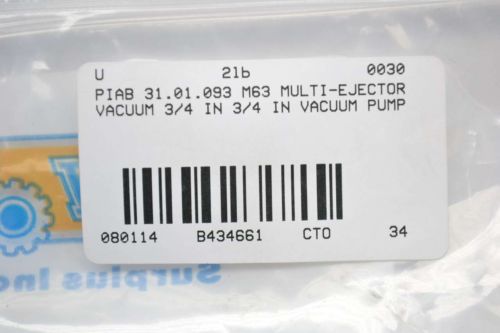 U 2lb 0030
PIAB 31.01.093 M63 MULTI-EJECTOR
VACUUM 3/4 IN 3/4 IN VACUUM PUMP
080114 B434661 CTO 34
Surplus Inc